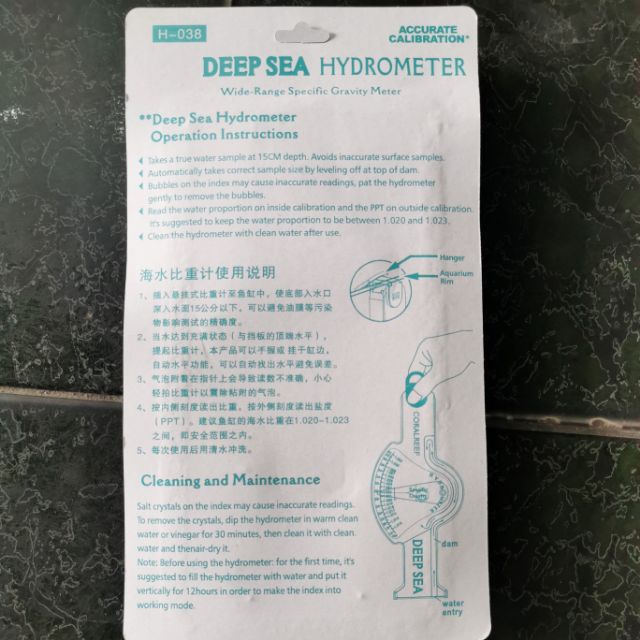 H-038
ACCURATE
CALIBRATION*
DEEP SEA HYDROMETER
Wide-Range Specific Gravity Meter
**Deep Sea Hydrometer
Operation Instructions
Takes a true water sample at 15CM depth. Avoids inaccurate surface samples.
Automatically takes correct sample size by leveling off at top of dam.
Bubbles on the index may cause inaccurate readings, pat the hydrometer
gently to remove the bubbles.
Read the water proportion on inside calibration and the PPT on outside calibration.
it's suggested to keep the water proportion to be between 1.020 and 1.023.
Clean the hydrometer with clean water after use.
海水比重计使用说明
1、插入悬挂式比重计至鱼缸中，使底部入水口
深入水面15公分以下，可以避免油膜等污染
物影响测试的精确度。
2、当水达到充满状态（与挡板的顶端水平），
提起比重计，本产品可以手握或挂于缸边，
自动水平功能，可以自动找出水平避免误差。
3、气泡附着在指针上会导致读数不准确，小心
轻拍比重计以震除粘附的气泡。
4、按内侧刻度读出比重，按外侧刻度读出盐度
（PPT）。建议鱼缸的海水比重在1.020-1.023
之间，即安全范围之内。
5、每次使用后用清水冲洗。
Hanger
Aquarium
Rim
Cleaning and Maintenance
Salt crystals on the index may cause inaccurate readings.
To remove the crystals, dip the hydrometer in warm clean
water or vinegar for 30 minutes, then clean it with clean
water and thenair-dry it.
Note: Before using the hydrometer: for the first time, it's
suggested to fill the hydrometer with water and put it
vertically for 12hours in order to make the index into
working mode.
CORALREEF
DEEP SEA
dam
water
entry